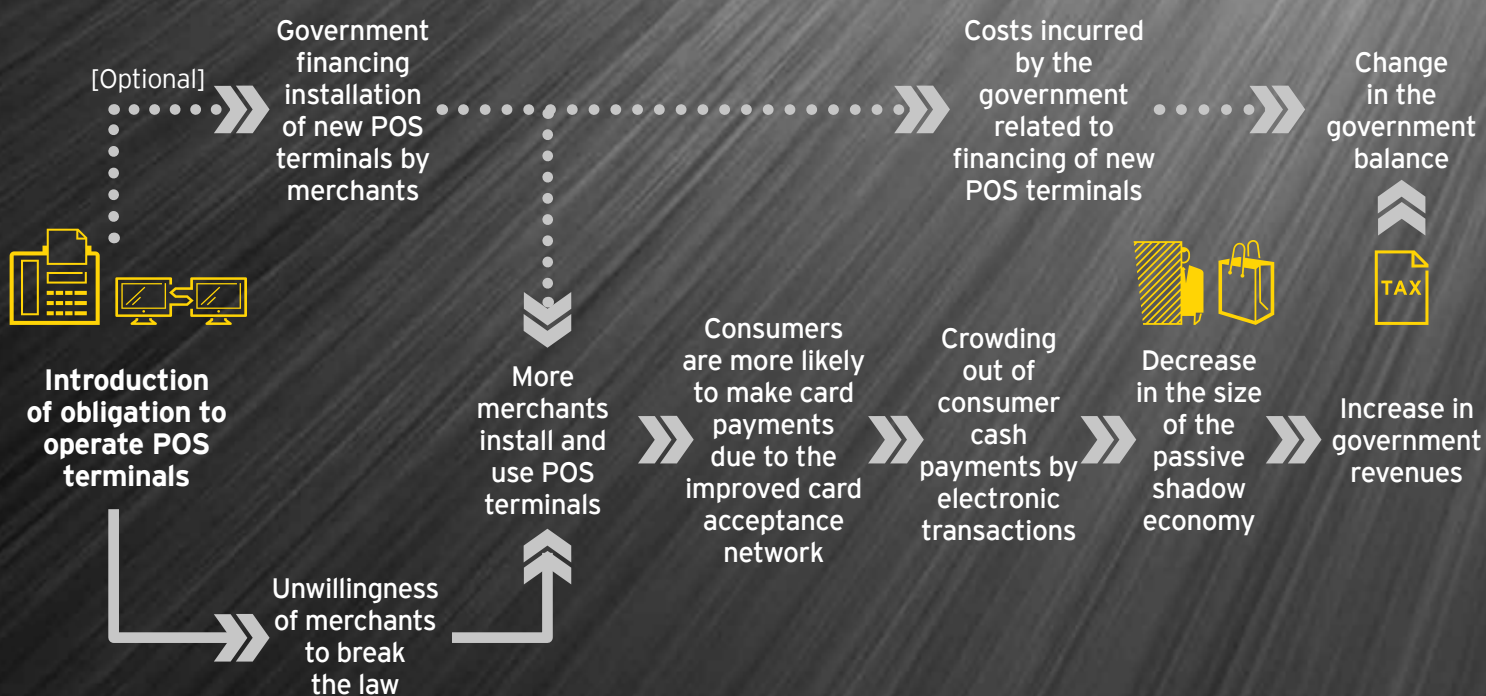 [Optional]
Government
financing
installation
of new POS
terminals by
merchants
Costs incurred
by the
government
related to
financing of new
POS terminals
Change
in the
government
balance
TAX
Introduction
of obligation to
operate POS
terminals
Unwillingness
of merchants
to break
the law
More
merchants
install and
use POS
terminals
Consumers
are more likely
to make card
payments
due to the
improved card
acceptance
network
Crowding
out of
consumer
cash
payments by
electronic
transactions
Decrease
in the size
of the
passive
shadow
economy
Increase in
government
revenues